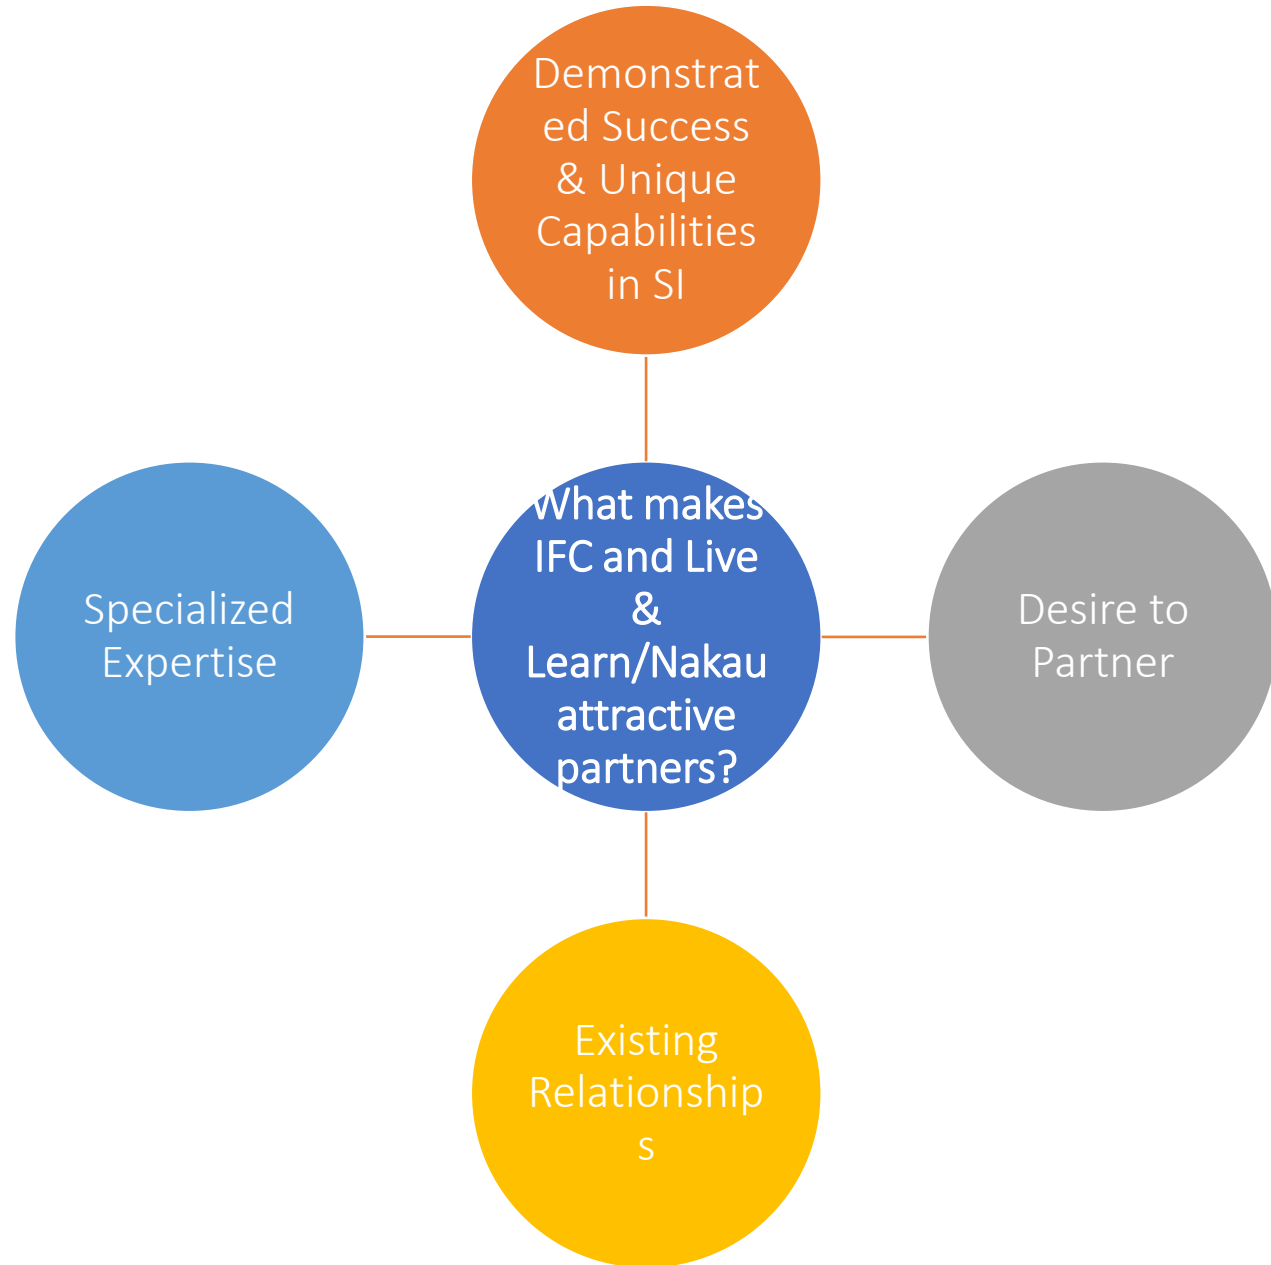 Demonstrat
ed Success
& Unique
Capabilities
in SI
What makes
IFC and Live
&
Learn/Nakau
attractive
partners?
Specialized
Expertise
Desire to
Partner
Existing
Relationship
s